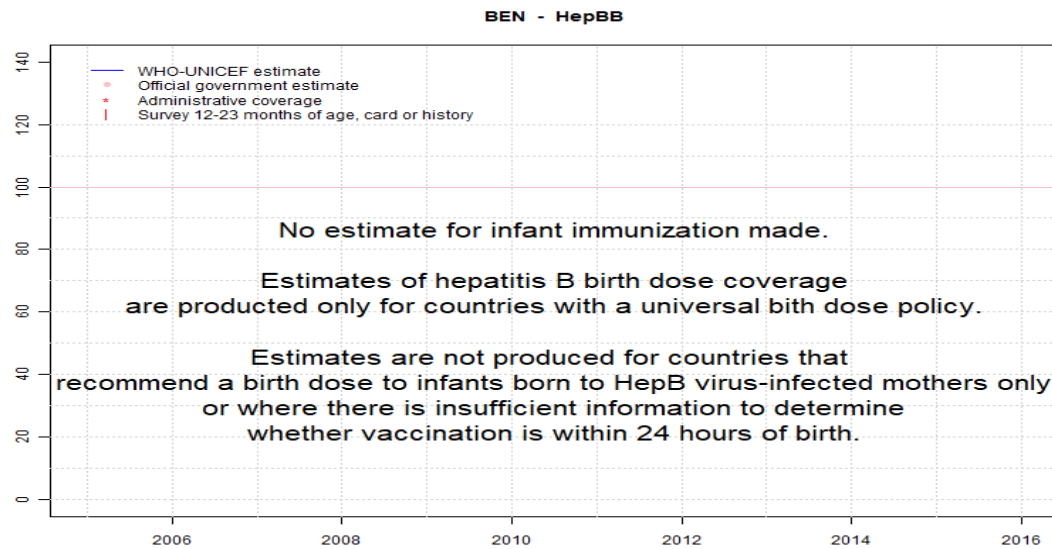 BEN - HepBB
WHO-UNICEF estimate
Official government estimate
Administrative coverage
Survey 12-23 months of age, card or history
140
120
100
80
60
40
20
0
No estimate for infant immunization made.
Estimates of hepatitis B birth dose coverage
are producted only for countries with a universal bith dose policy.
Estimates are not produced for countries that
recommend a birth dose to infants born to HepB virus-infected mothers only
or where there is insufficient information to determine
whether vaccination is within 24 hours of birth.
2006 2008 2010 2012 2014 2016